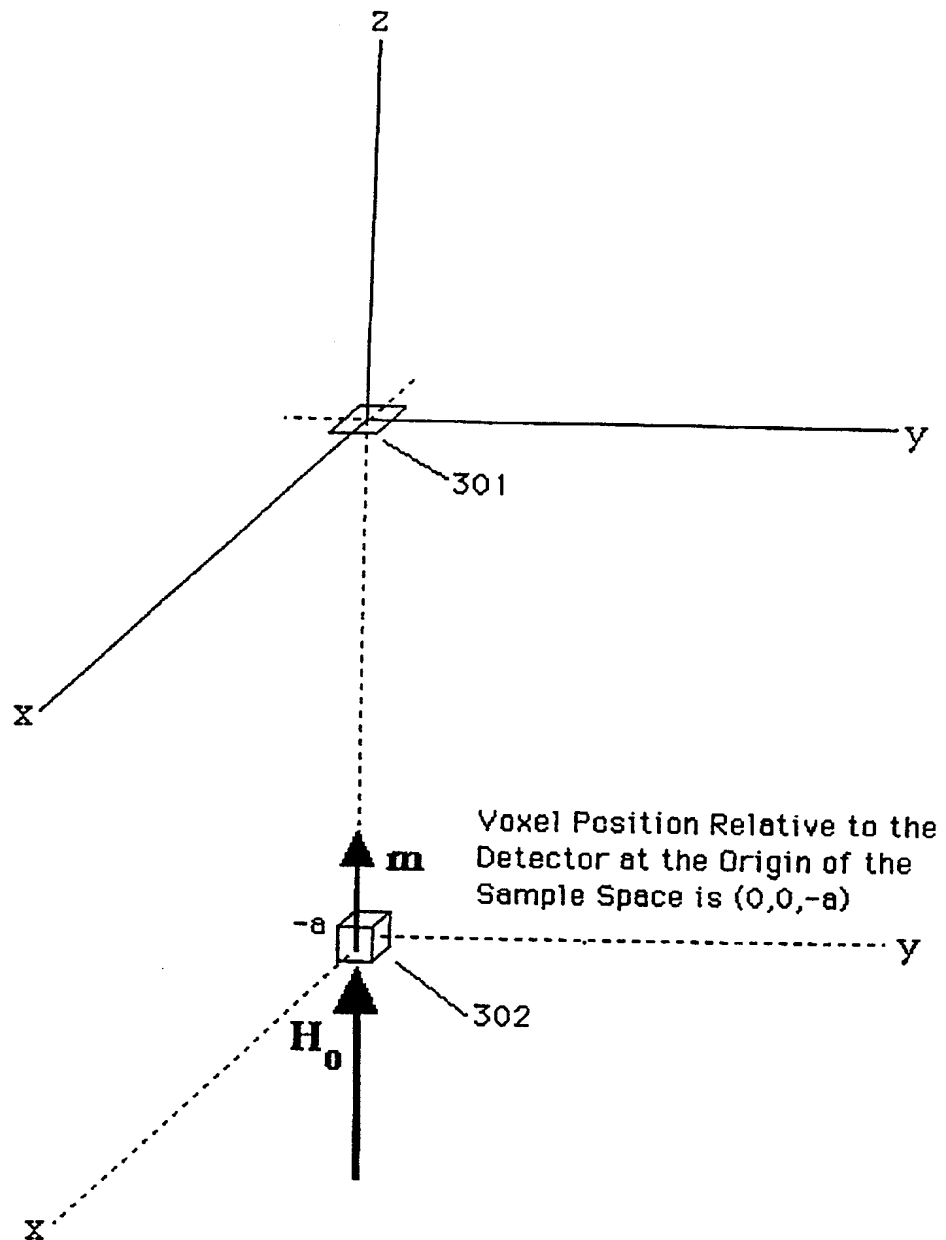 Z
y
301
x
m
Voxel Position Relative to the
Detector at the Origin of the
Sample Space is (0,0,-a)
-a
y
302
H0
x